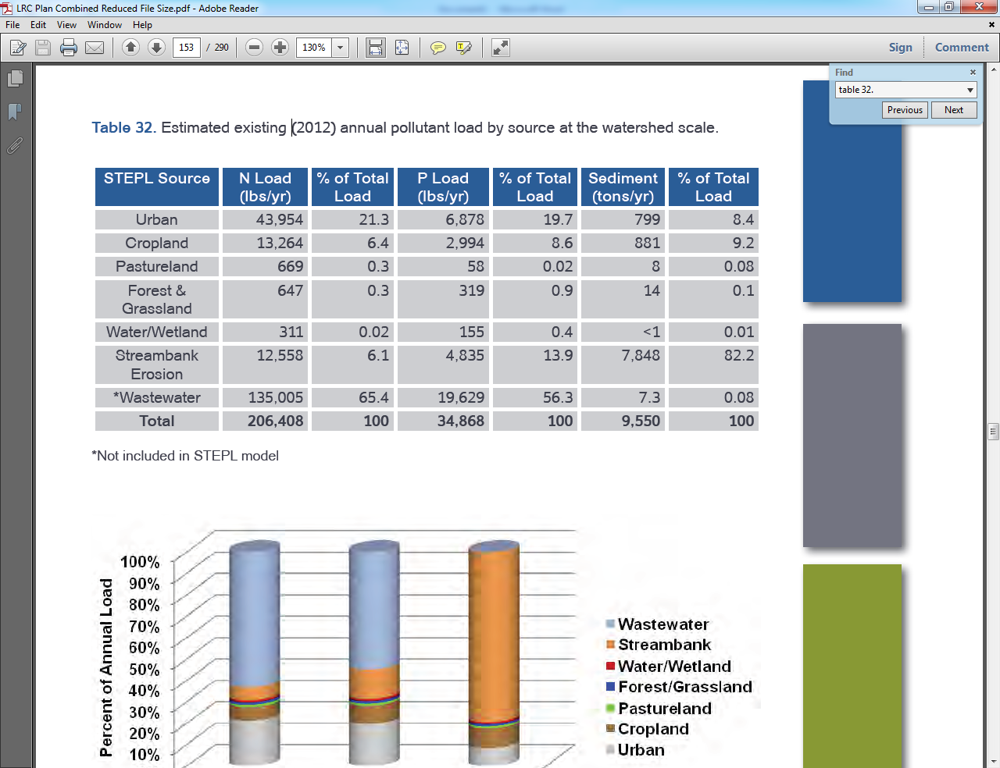 LRC Plan Combined Reduced File Size.pdf - Adobe Reader
File Edit View Window Help
153 / 290 130% Sign Comment
Find
table 32.
Previous Next
Table 32. Estimated existing (2012) annual pollutant load by source at the watershed scale.
STEPL Source N Load (lbs/yr) % of Total Load P Load (lbs/yr) % of Total Load Sediment (tons/yr) % of Total Load
Urban 43,954 21.3 6,878 19.7 799 8.4
Cropland 13,264 6.4 2,994 8.6 881 9.2
Pastureland 669 0.3 58 0.02 8 0.08
Forest & Grassland 647 0.3 319 0.9 14 0.1
Water/Wetland 311 0.02 155 0.4 <1 0.01
Streambank Erosion 12,558 6.1 4,835 13.9 7,848 82.2
*Wastewater 135,005 65.4 19,629 56.3 7.3 0.08
Total 206,408 100 34,868 100 9,550 100
*Not included in STEPL model
Percent of Annual Load
100%
90%
80%
70%
60%
50%
40%
30%
20%
10%
Wastewater
Streambank
Water/Wetland
Forest/Grassland
Pastureland
Cropland
Urban